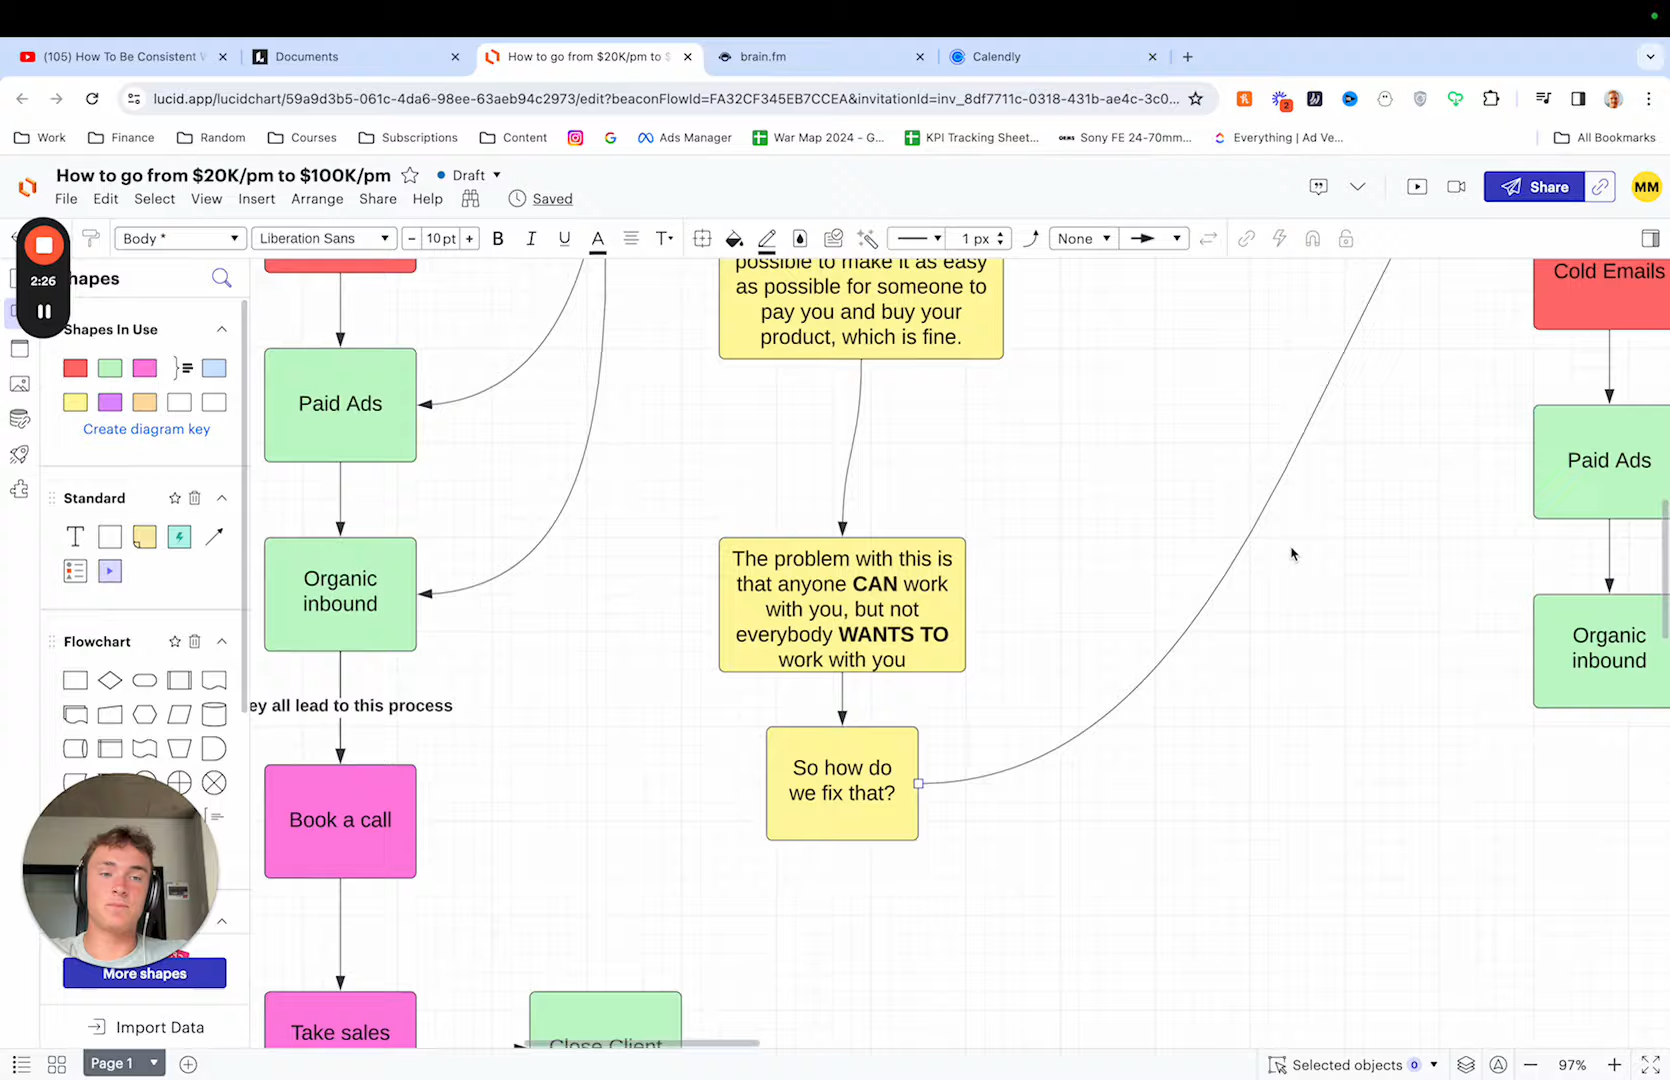 (105) How To Be Consistent
Documents
How to go from $20K/pm to $
brain.fm
Calendly
lucid.app/lucidchart/59a9d3b5-061c-4da6-98ee-63aeb94c2973/edit?beaconFlowId=FA32CF345EB7CCEA&invitationId=inv_8df7711c-0318-431b-ae4c-3c0...
2
Work
Finance
Random
Courses
Subscriptions
Content
Ads Manager
War Map 2024 - G...
KPI Tracking Sheet...
Sony FE 24-70mm...
Everything | Ad Ve...
All Bookmarks
How to go from $20K/pm to $100K/pm
Draft
File Edit Select View Insert Arrange Share Help
Saved
Share
MM
Body *
Liberation Sans
10 pt
B I U A
1 px
None
2:26
hapes
Shapes In Use
Create diagram key
Standard
T
Flowchart
More shapes
Import Data
Paid Ads
Organic
inbound
ey all lead to this process
Book a call
Take sales
Close Client
possible to make it as easy
as possible for someone to
pay you and buy your
product, which is fine.
The problem with this is
that anyone CAN work
with you, but not
everybody WANTS TO
work with you
So how do
we fix that?
Cold Emails
Paid Ads
Organic
inbound
Page 1
Selected objects 0
97%